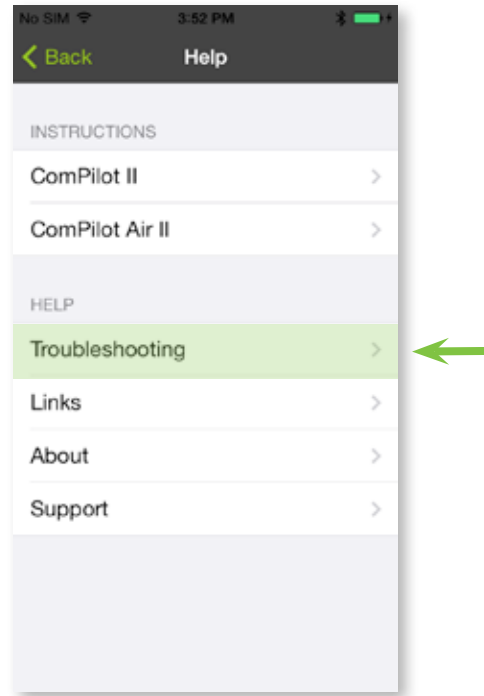 No SIM 3:52 PM
Back Help
INSTRUCTIONS
ComPilot II
ComPilot Air II
HELP
Troubleshooting
Links
About
Support